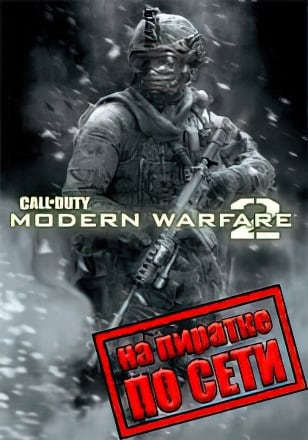 CALL OF DUTY
MODERN WARFARE 2
на пиратке
ПО СЕТИ